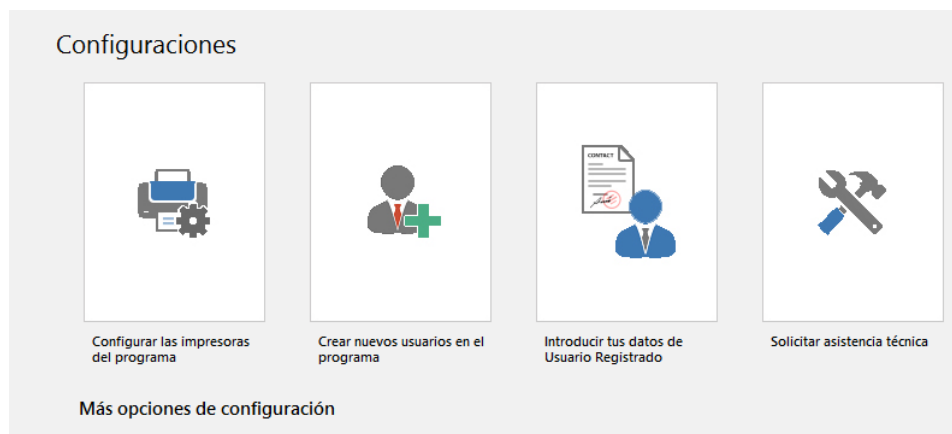 Configuraciones
CONTRCT
Configurar las impresoras
del programa
Crear nuevos usuarios en el
programa
Introducir tus datos de
Usuario Registrado
Solicitar asistencia técnica
Más opciones de configuración